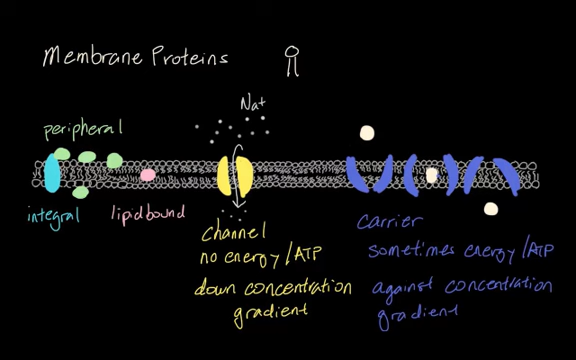 Membrane Proteins
Na+
peripheral
integral
lipid bound
channel
no energy/ATP
down concentration
gradient
carrier
sometimes energy/ATP
against concentration
gradient